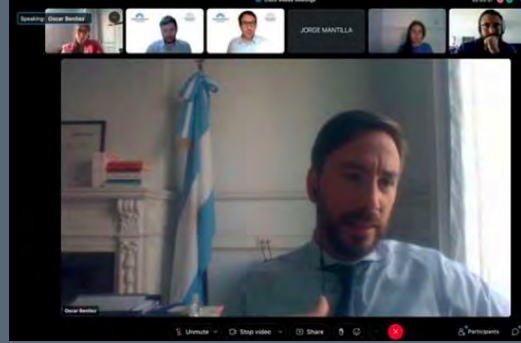 Speaking: Oscar Benitez
JORGE MANTILLA
Oscar Benitez
Unmute
Stop video
Share
Participants